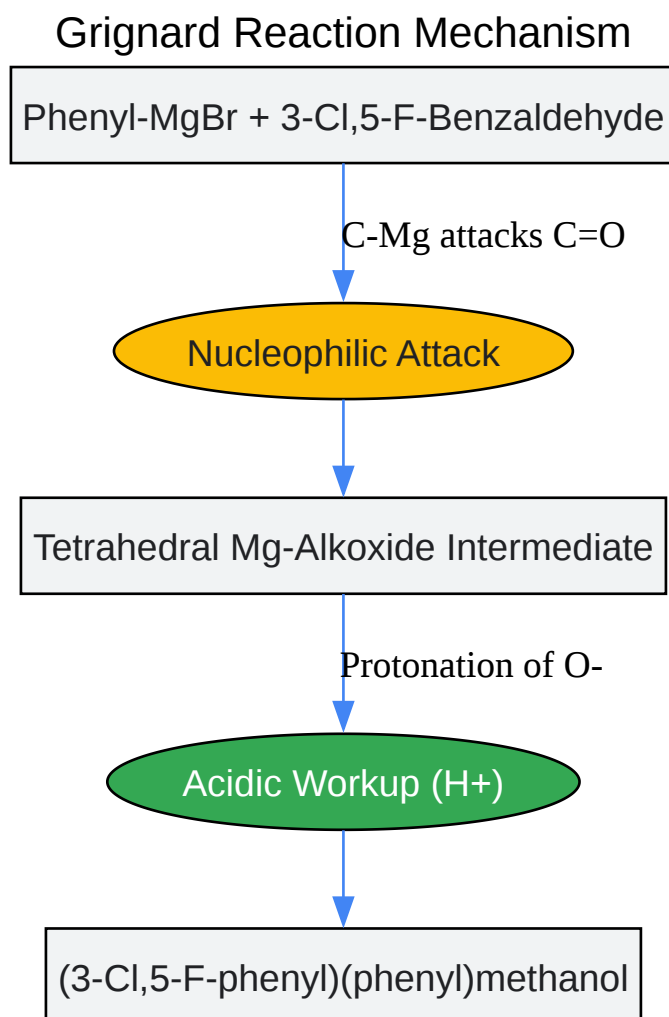 Grignard Reaction Mechanism
Phenyl-MgBr + 3-Cl,5-F-Benzaldehyde
C-Mg attacks C=O
Nucleophilic Attack
Tetrahedral Mg-Alkoxide Intermediate
Protonation of O-
Acidic Workup (H+)
(3-Cl,5-F-phenyl)(phenyl)methanol